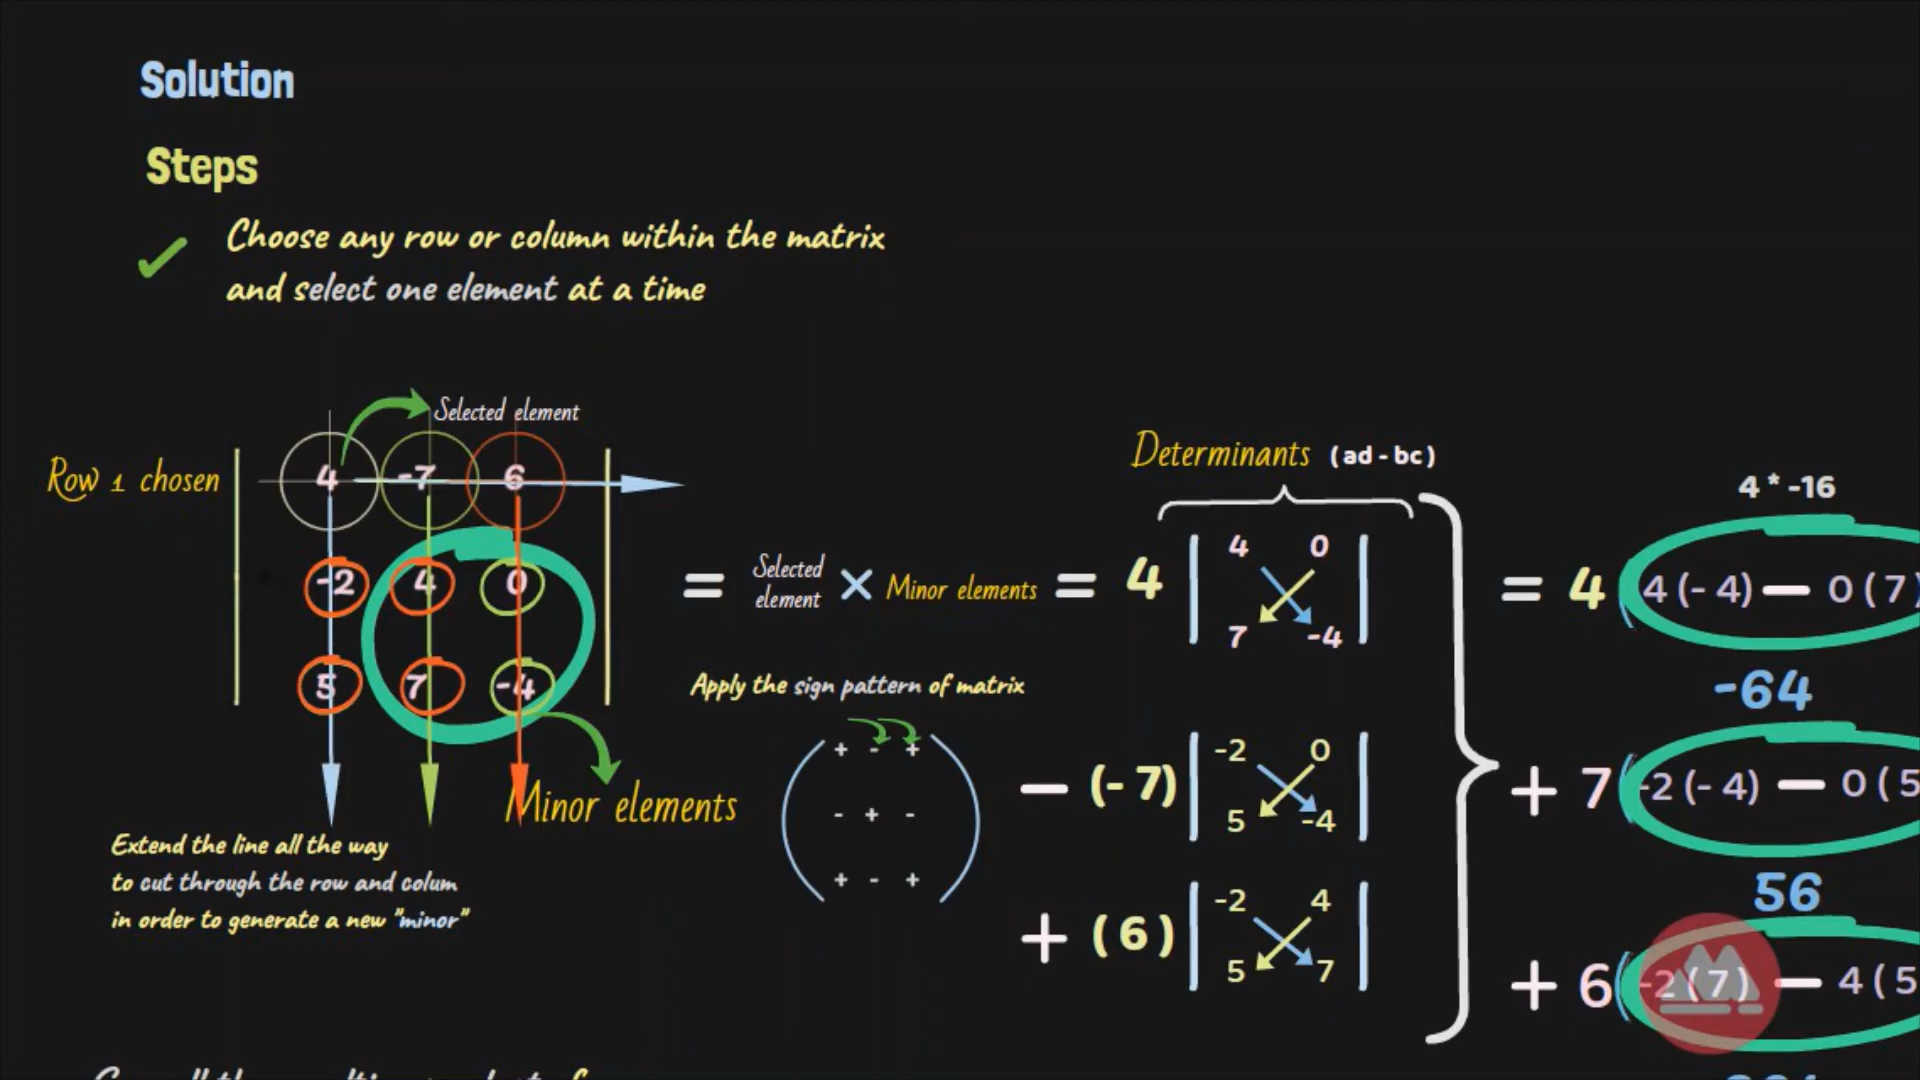 Solution
Steps
Choose any row or column within the matrix
and select one element at a time
Selected element
Row 1 chosen
4 -7 6
-2 4 0
5 7 -4
Minor elements
Extend the line all the way
to cut through the row and colum
in order to generate a new "minor"
= Selected element × Minor elements =
Apply the sign pattern of matrix
+ - +
- + -
+ - +
Determinants (ad - bc)
4 | 4 0
7 -4 |
- (-7) | -2 0
5 -4 |
+ (6) | -2 4
5 7 |
4 * -16
= 4 ( 4 (- 4) — 0 ( 7 )
-64
+ 7 ( -2 (- 4) — 0 ( 5
56
+ 6 ( -2 ( 7 ) — 4 ( 5